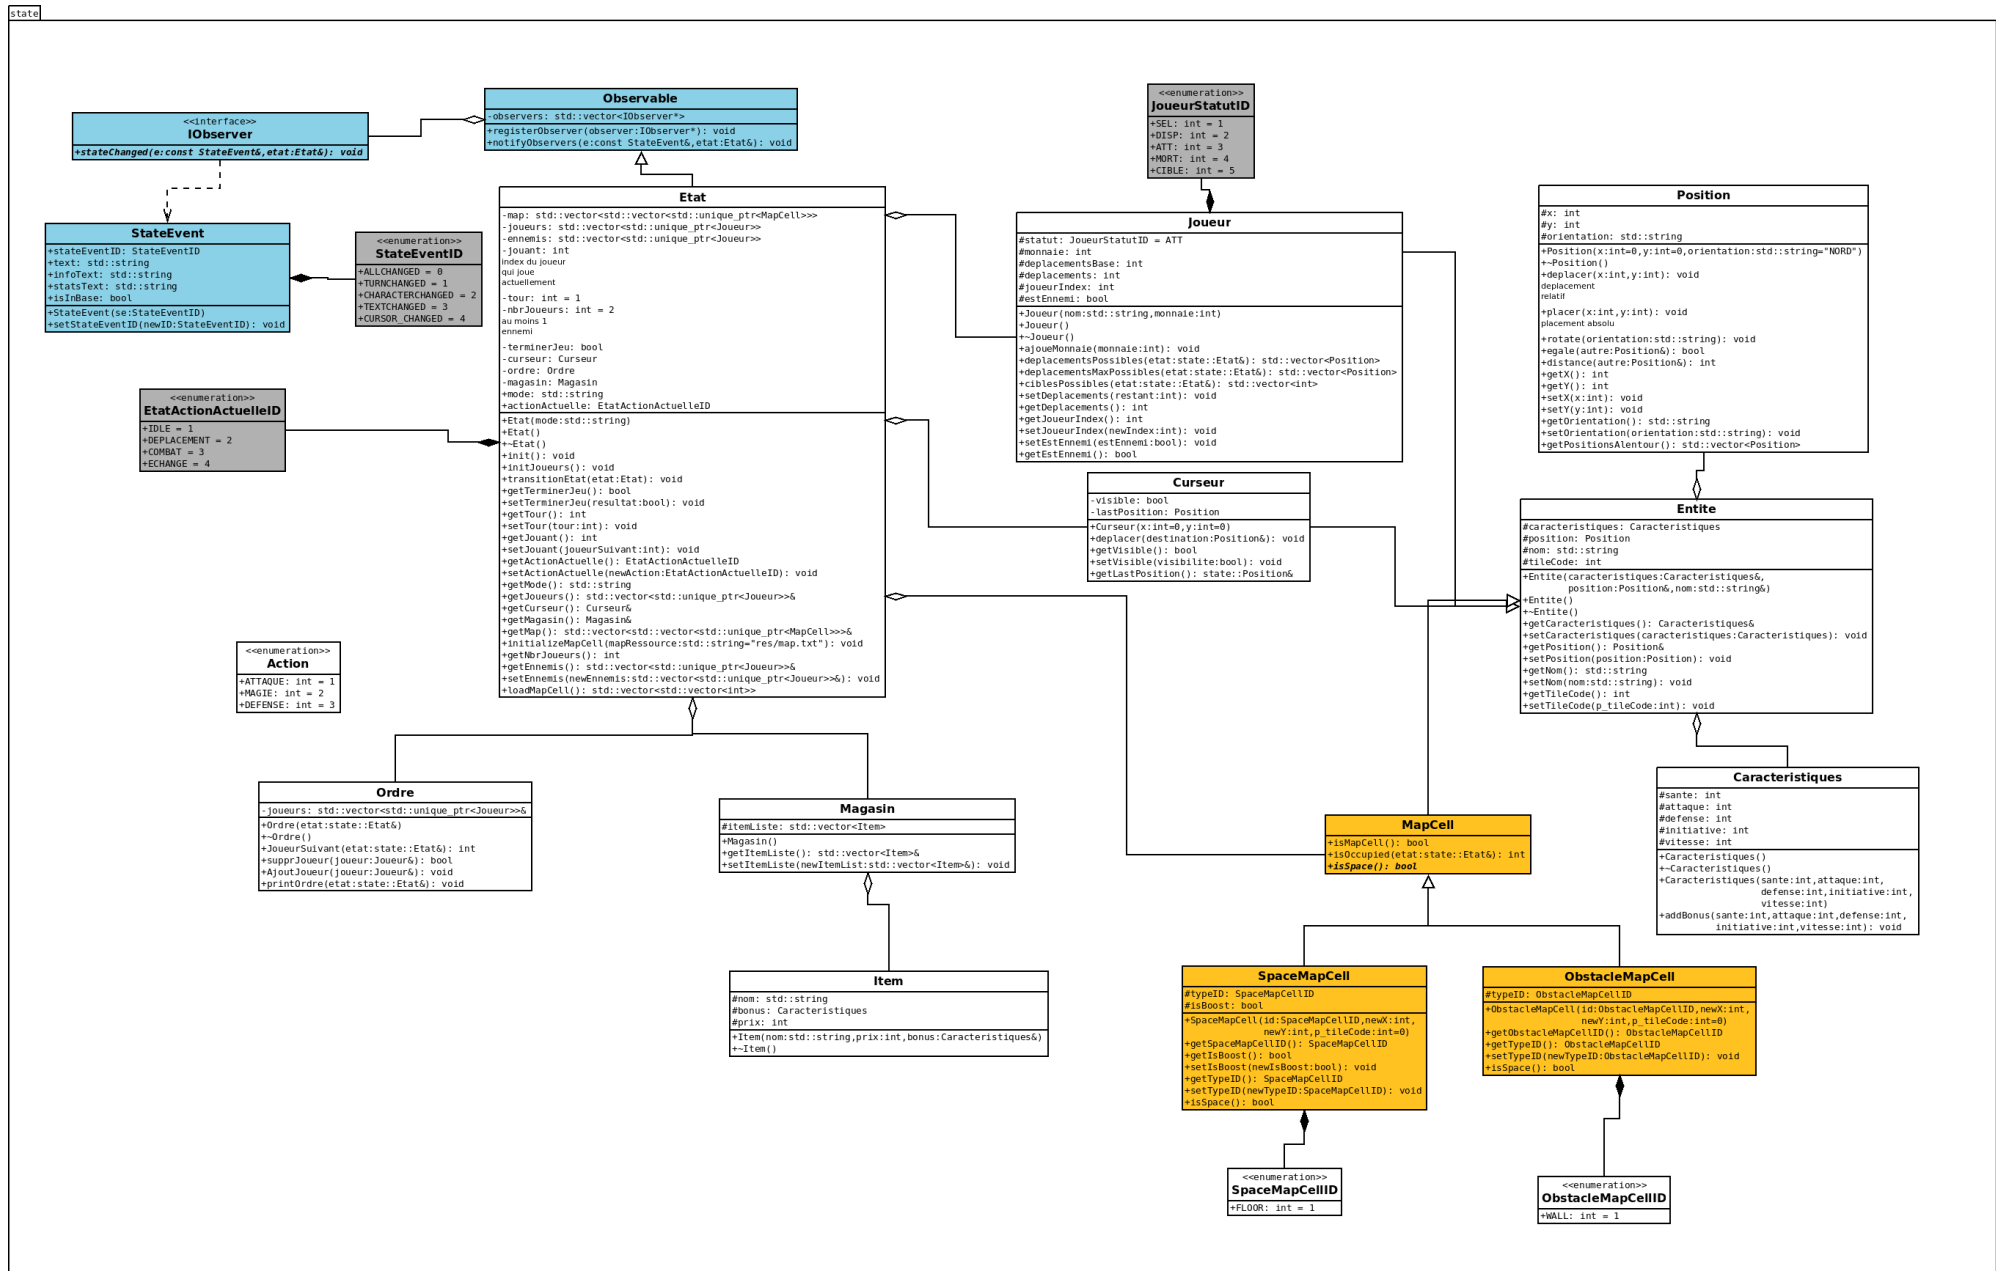 state
<<interface>>
IObserver
+stateChanged(e:const StateEvent&,etat:Etat&): void
Observable
-observers: std::vector<IObserver*>
+registerObserver(observer:IObserver*): void
+notifyObservers(e:const StateEvent&,etat:Etat&): void
StateEvent
+stateEventID: StateEventID
+text: std::string
+infoText: std::string
+statsText: std::string
+isInBase: bool
+StateEvent(se:StateEventID)
+setStateEventID(newID:StateEventID): void
<<enumeration>>
StateEventID
+ALLCHANGED = 0
+TURNCHANGED = 1
+CHARACTERCHANGED = 2
+TEXTCHANGED = 3
+CURSOR_CHANGED = 4
<<enumeration>>
EtatActionActuelleID
+IDLE = 1
+DEPLACEMENT = 2
+COMBAT = 3
+ECHANGE = 4
<<enumeration>>
Action
+ATTAQUE: int = 1
+MAGIE: int = 2
+DEFENSE: int = 3
Etat
-map: std::vector<std::vector<std::unique_ptr<MapCell>>>
-joueurs: std::vector<std::unique_ptr<Joueur>>
-ennemis: std::vector<std::unique_ptr<Joueur>>
-jouant: int
index du joueur
qui joue
actuellement
-tour: int = 1
-nbrJoueurs: int = 2
au moins 1
ennemi
-terminerJeu: bool
-curseur: Curseur
-ordre: Ordre
-magasin: Magasin
+mode: std::string
+actionActuelle: EtatActionActuelleID
+Etat(mode:std::string)
+Etat()
+~Etat()
+init(): void
+initJoueurs(): void
+transitionEtat(etat:Etat): void
+getTerminerJeu(): bool
+setTerminerJeu(resultat:bool): void
+getTour(): int
+setTour(tour:int): void
+getJouant(): int
+setJouant(joueurSuivant:int): void
+getActionActuelle(): EtatActionActuelleID
+setActionActuelle(newAction:EtatActionActuelleID): void
+getMode(): std::string
+getJoueurs(): std::vector<std::unique_ptr<Joueur>>&
+getCurseur(): Curseur&
+getMagasin(): Magasin&
+getMap(): std::vector<std::vector<std::unique_ptr<MapCell>>>&
+initializeMapCell(mapRessource:std::string="res/map.txt"): void
+getNbrJoueurs(): int
+getEnnemis(): std::vector<std::unique_ptr<Joueur>>&
+setEnnemis(newEnnemis:std::vector<std::unique_ptr<Joueur>>&): void
+loadMapCell(): std::vector<std::vector<int>>
<<enumeration>>
JoueurStatutID
+SEL: int = 1
+DISP: int = 2
+ATT: int = 3
+MORT: int = 4
+CIBLE: int = 5
Joueur
#statut: JoueurStatutID = ATT
#monnaie: int
#deplacementsBase: int
#deplacements: int
#joueurIndex: int
#estEnnemi: bool
+Joueur(nom:std::string,monnaie:int)
+Joueur()
+~Joueur()
+ajoueMonnaie(monnaie:int): void
+deplacementsPossibles(etat:state::Etat&): std::vector<Position>
+deplacementsMaxPossibles(etat:state::Etat&): std::vector<Position>
+ciblesPossibles(etat:state::Etat&): std::vector<int>
+setDeplacements(restant:int): void
+getDeplacements(): int
+getJoueurIndex(): int
+setJoueurIndex(newIndex:int): void
+setEstEnnemi(estEnnemi:bool): void
+getEstEnnemi(): bool
Curseur
-visible: bool
-lastPosition: Position
+Curseur(x:int=0,y:int=0)
+deplacer(destination:Position&): void
+getVisible(): bool
+setVisible(visibilite:bool): void
+getLastPosition(): state::Position&
Position
#x: int
#y: int
#orientation: std::string
+Position(x:int=0,y:int=0,orientation:std:string="NORD")
+~Position()
+deplacer(x:int,y:int): void
deplacement
relatif
+placer(x:int,y:int): void
placement absolu
+rotate(orientation:std::string): void
+egale(autre:Position&): bool
+distance(autre:Position&): int
+getX(): int
+getY(): int
+setX(x:int): void
+setY(y:int): void
+getOrientation(): std::string
+setOrientation(orientation:std::string): void
+getPositionsAlentour(): std::vector<Position>
Entite
#caracteristiques: Caracteristiques
#position: Position
#nom: std::string
#tileCode: int
+Entite(caracteristiques:Caracteristiques&,
position:Position&,nom:std::string&)
+Entite()
+~Entite()
+getCaracteristiques(): Caracteristiques&
+setCaracteristiques(caracteristiques:Caracteristiques): void
+getPosition(): Position&
+setPosition(position:Position): void
+getNom(): std::string
+setNom(nom:std::string): void
+getTileCode(): int
+setTileCode(p_tileCode:int): void
Caracteristiques
#sante: int
#attaque: int
#defense: int
#initiative: int
#vitesse: int
+Caracteristiques()
+~Caracteristiques()
+Caracteristiques(sante:int,attaque:int,
defense:int,initiative:int,
vitesse:int)
+addBonus(sante:int,attaque:int,defense:int,
initiative:int,vitesse:int): void
Ordre
-joueurs: std::vector<std::unique_ptr<Joueur>>&
+Ordre(etat:state::Etat&)
+~Ordre()
+JoueurSuivant(etat:state::Etat&): int
+supprJoueur(joueur:Joueur&): bool
+AjoutJoueur(joueur:Joueur&): void
+printOrdre(etat:state::Etat&): void
Magasin
#itemListe: std::vector<Item>
+Magasin()
+getItemListe(): std::vector<Item>&
+setItemListe(newItemList:std::vector<Item>&): void
Item
#nom: std::string
#bonus: Caracteristiques
#prix: int
+Item(nom:std::string,prix:int,bonus:Caracteristiques&)
+~Item()
MapCell
+isMapCell(): bool
+isOccupied(etat:state::Etat&): int
+isSpace(): bool
SpaceMapCell
#typeID: SpaceMapCellID
#isBoost: bool
+SpaceMapCell(id:SpaceMapCellID,newX:int,
newY:int,p_tileCode:int=0)
+getSpaceMapCellID(): SpaceMapCellID
+getIsBoost(): bool
+setIsBoost(newIsBoost:bool): void
+getTypeID(): SpaceMapCellID
+setTypeID(newTypeID:SpaceMapCellID): void
+isSpace(): bool
ObstacleMapCell
#typeID: ObstacleMapCellID
+ObstacleMapCell(id:ObstacleMapCellID,newX:int,
newY:int,p_tileCode:int=0)
+getObstacleMapCellID(): ObstacleMapCellID
+getTypeID(): ObstacleMapCellID
+setTypeID(newTypeID:ObstacleMapCellID): void
+isSpace(): bool
<<enumeration>>
SpaceMapCellID
+FLOOR: int = 1
<<enumeration>>
ObstacleMapCellID
+WALL: int = 1